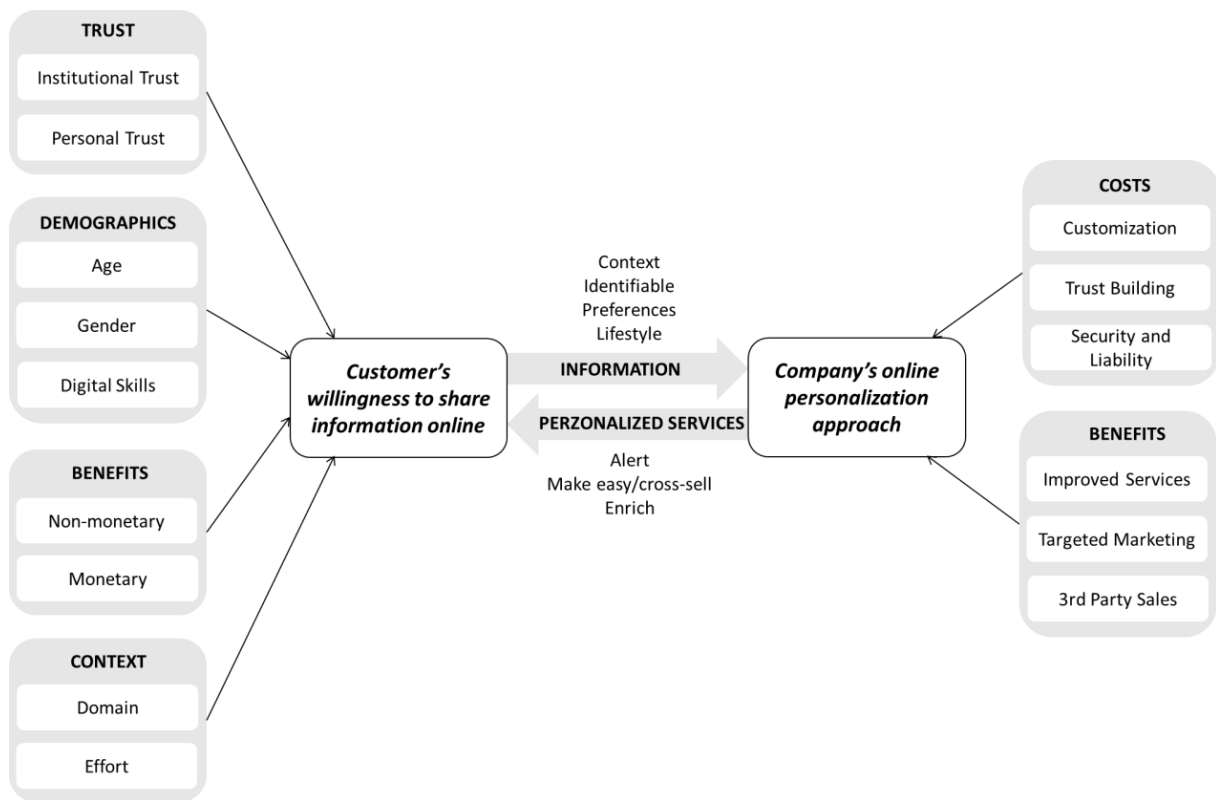 TRUST
Institutional Trust
Personal Trust
DEMOGRAPHICS
Age
Gender
Digital Skills
BENEFITS
Non-monetary
Monetary
CONTEXT
Domain
Effort
Customer's
willingness to share
information online
Context
Identifiable
Preferences
Lifestyle
INFORMATION
PERZONALIZED SERVICES
Alert
Make easy/cross-sell
Enrich
Company's online
personalization
approach
COSTS
Customization
Trust Building
Security and
Liability
BENEFITS
Improved Services
Targeted Marketing
3rd Party Sales